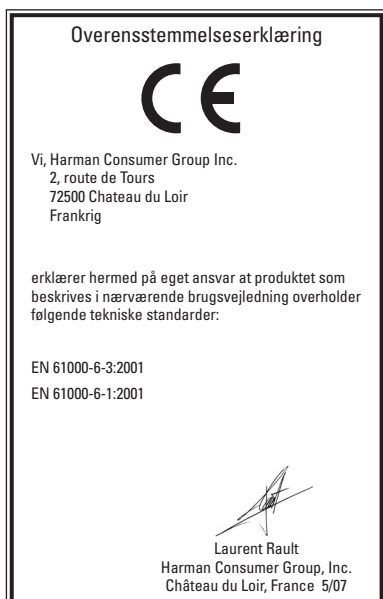 Overensstemmelseserklæring
CE
Vi, Harman Consumer Group Inc.
2, route de Tours
72500 Chateau du Loir
Frankrig
erklærer hermed på eget ansvar at produktet som
beskrives i nærværende brugsvejledning overholder
følgende tekniske standarder:
EN 61000-6-3:2001
EN 61000-6-1:2001
Laurent Rault
Harman Consumer Group, Inc.
Château du Loir, France 5/07